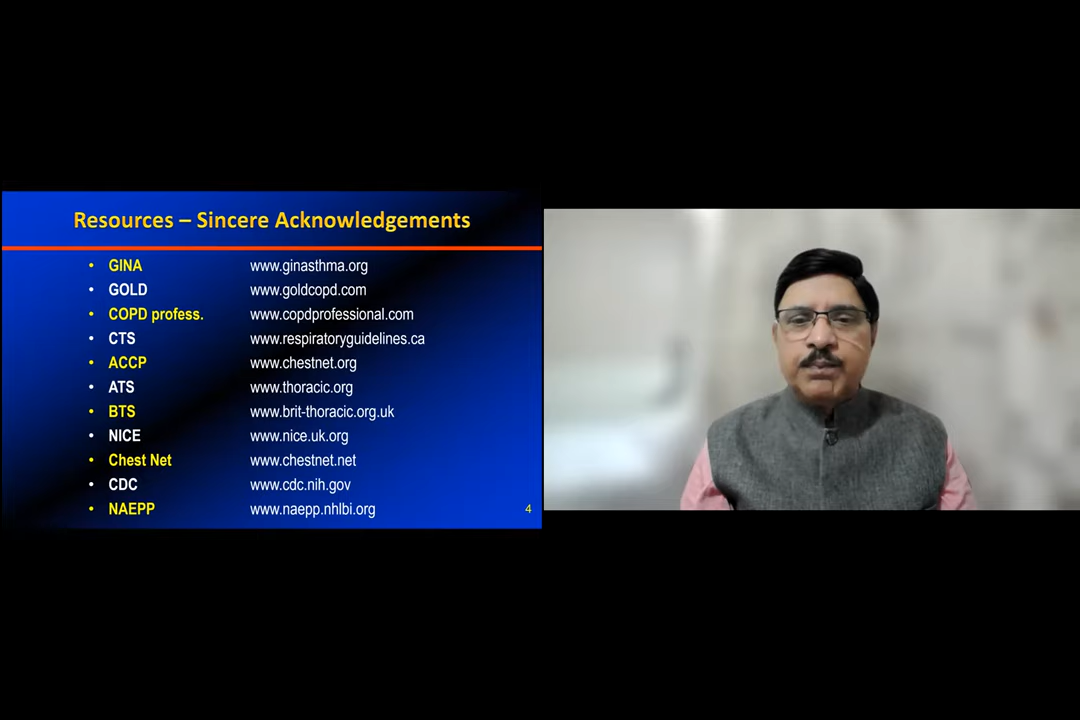 Resources – Sincere Acknowledgements
• GINA www.ginasthma.org
• GOLD www.goldcopd.com
• COPD profess. www.copdprofessional.com
• CTS www.respiratoryguidelines.ca
• ACCP www.chestnet.org
• ATS www.thoracic.org
• BTS www.brit-thoracic.org.uk
• NICE www.nice.uk.org
• Chest Net www.chestnet.net
• CDC www.cdc.nih.gov
• NAEPP www.naepp.nhlbi.org
4